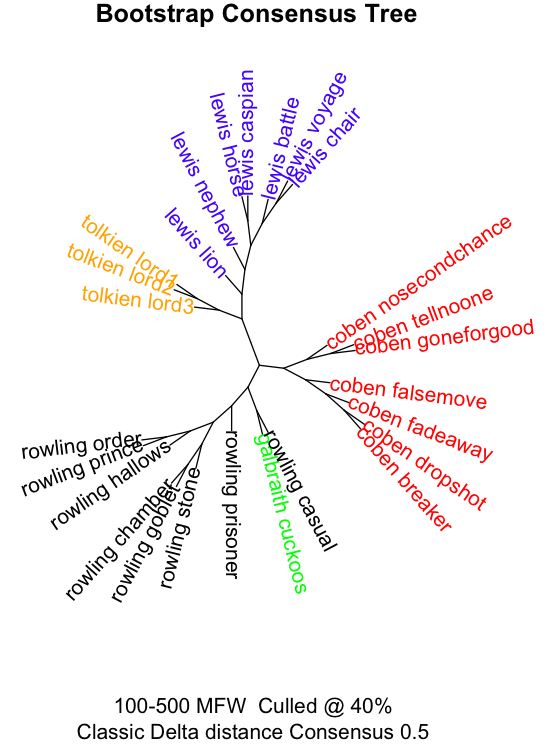 Bootstrap Consensus Tree
lewis caspian
lewis horse
lewis battle
lewis voyage
lewis chair
lewis nephew
lewis lion
tolkien lord1
tolkien lord2
tolkien lord3
coben nosecondchance
coben tellnoone
coben goneforgood
coben falsemove
coben fadeaway
coben dropshot
coben breaker
rowling order
rowling prince
rowling hallows
rowling chamber
rowling goblet
rowling stone
rowling prisoner
galbraith cuckoos
rowling casual
100-500 MFW  Culled @ 40%
Classic Delta distance Consensus 0.5